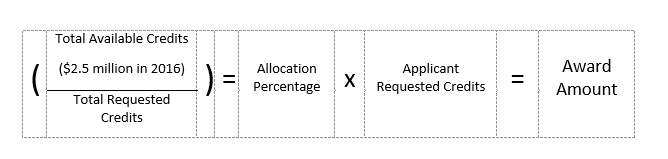 Total Available Credits
($2.5 million in 2016)
Total Requested
Credits
( ) =
Allocation
Percentage
x
Applicant
Requested Credits
=
Award
Amount